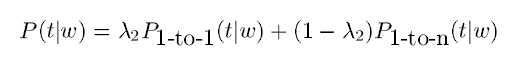 P(t|w) = λ₂P₁₋ₜₒ₋₁(t|w) + (1 − λ₂)P₁₋ₜₒ₋ₙ(t|w)